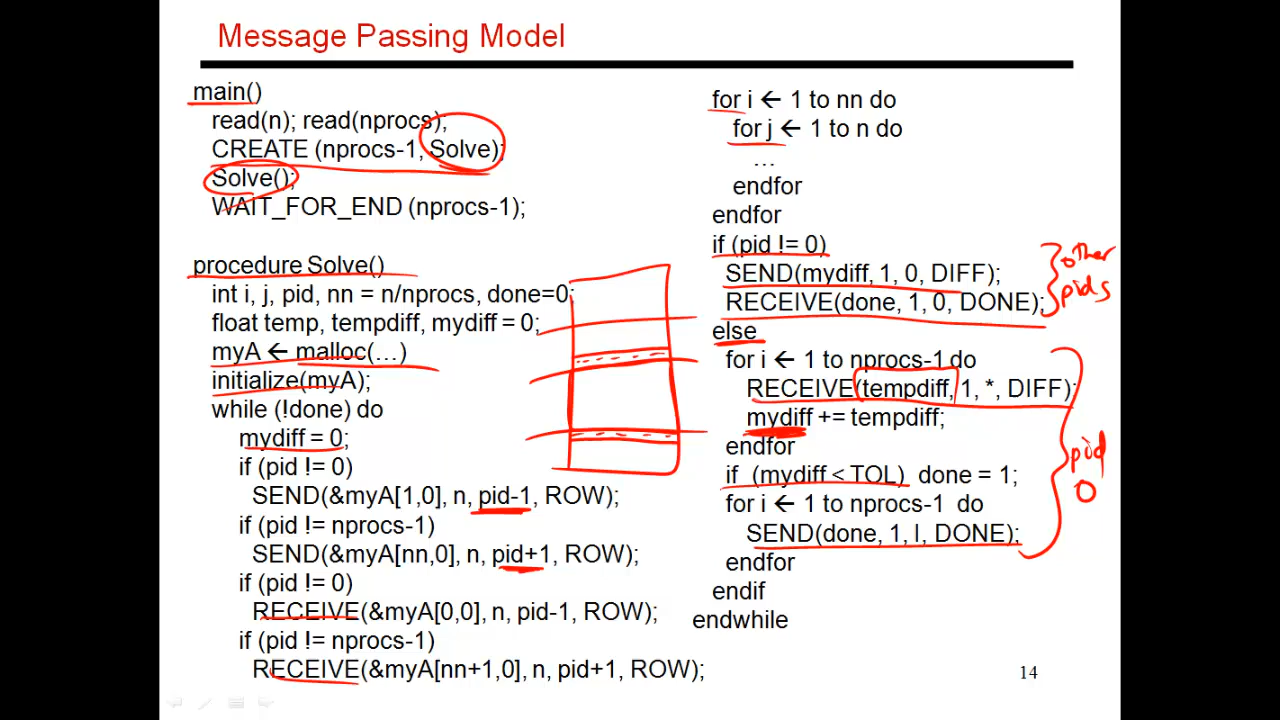 Message Passing Model
main()
read(n); read(nprocs);
CREATE (nprocs-1, Solve);
Solve();
WAIT_FOR_END (nprocs-1);
procedure Solve()
int i, j, pid, nn = n/nprocs, done=0;
float temp, tempdiff, mydiff = 0;
myA ← malloc(…)
initialize(myA);
while (!done) do
mydiff = 0;
if (pid != 0)
SEND(&myA[1,0], n, pid-1, ROW);
if (pid != nprocs-1)
SEND(&myA[nn,0], n, pid+1, ROW);
if (pid != 0)
RECEIVE(&myA[0,0], n, pid-1, ROW);
if (pid != nprocs-1)
RECEIVE(&myA[nn+1,0], n, pid+1, ROW);
for i ← 1 to nn do
for j ← 1 to n do
…
endfor
endfor
if (pid != 0)
SEND(mydiff, 1, 0, DIFF);
RECEIVE(done, 1, 0, DONE);
other
pids
else
for i ← 1 to nprocs-1 do
RECEIVE(tempdiff, 1, *, DIFF);
mydiff += tempdiff;
endfor
if (mydiff < TOL) done = 1;
for i ← 1 to nprocs-1 do
SEND(done, 1, I, DONE);
endfor
endif
endwhile
pid
0
14